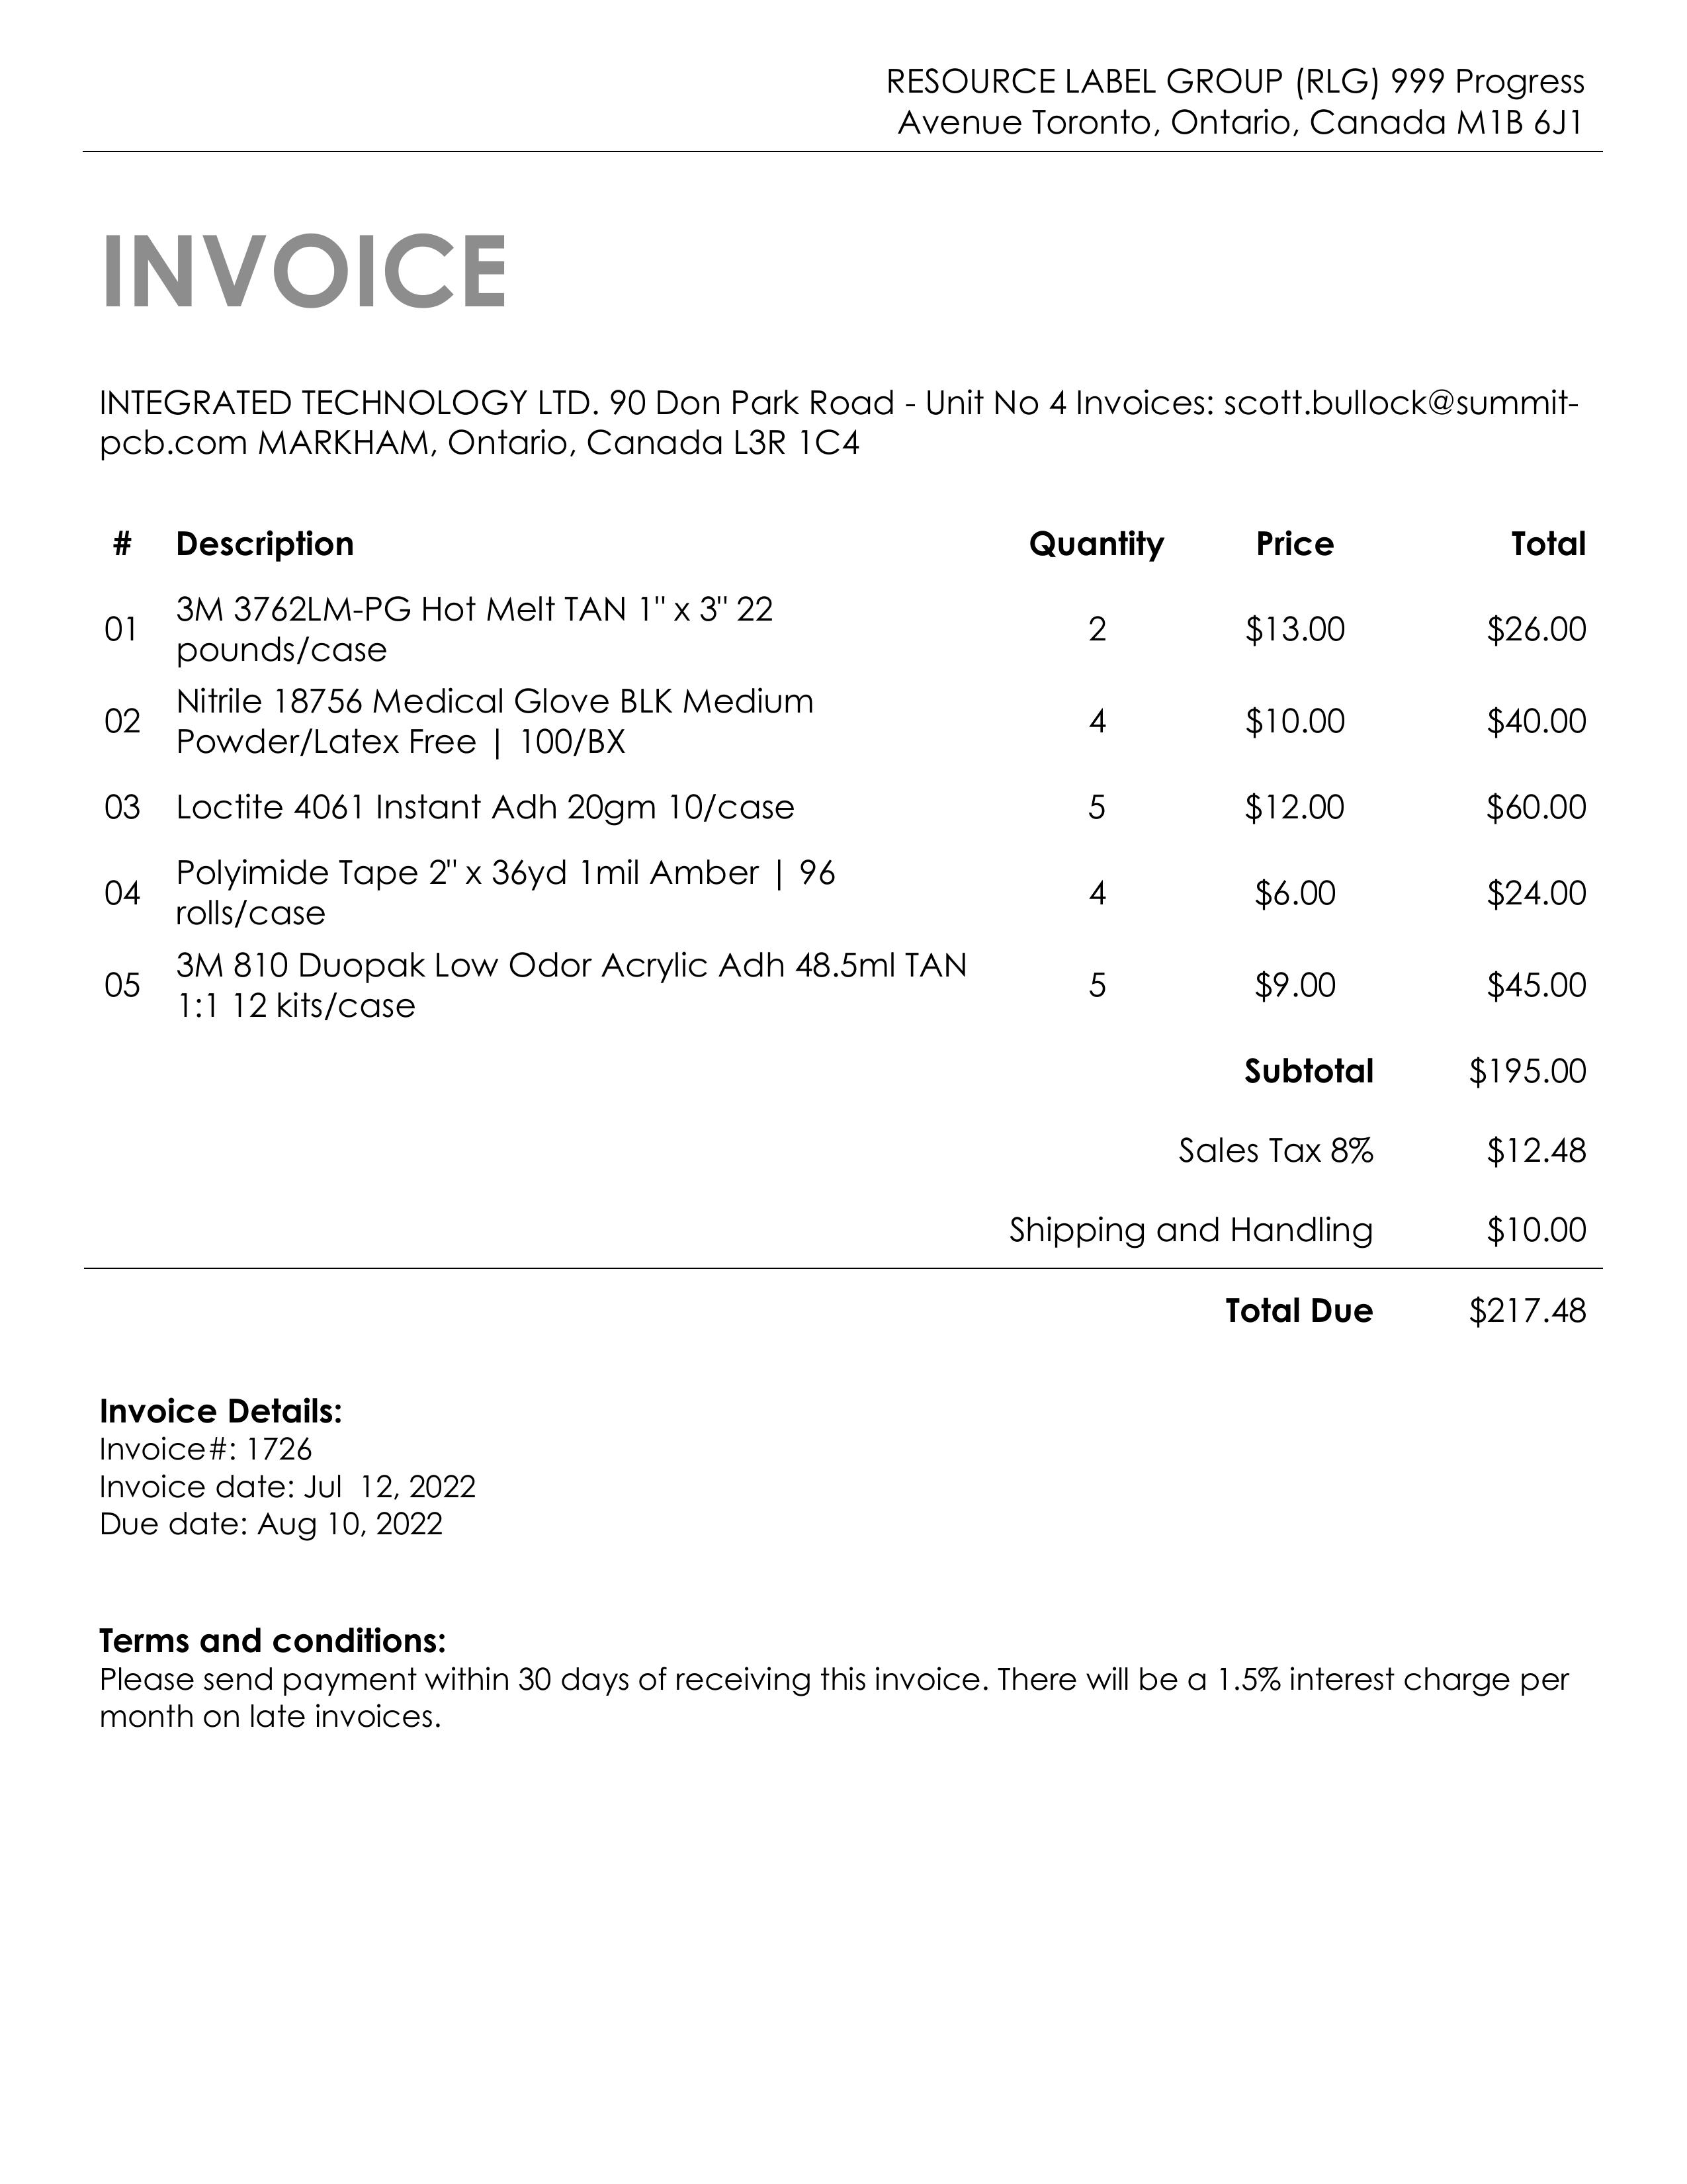 RESOURCE LABEL GROUP (RLG) 999 Progress
Avenue Toronto, Ontario, Canada M1B 6J1
INVOICE
INTEGRATED TECHNOLOGY LTD. 90 Don Park Road - Unit No 4 Invoices: scott.bullock@summit-
pcb.com MARKHAM, Ontario, Canada L3R 1C4
# Description Quantity Price Total
01 3M 3762LM-PG Hot Melt TAN 1" x 3" 22
pounds/case 2 $13.00 $26.00
02 Nitrile 18756 Medical Glove BLK Medium
Powder/Latex Free | 100/BX 4 $10.00 $40.00
03 Loctite 4061 Instant Adh 20gm 10/case 5 $12.00 $60.00
04 Polyimide Tape 2" x 36yd 1mil Amber | 96
rolls/case 4 $6.00 $24.00
05 3M 810 Duopak Low Odor Acrylic Adh 48.5ml TAN
1:1 12 kits/case 5 $9.00 $45.00
Subtotal $195.00
Sales Tax 8% $12.48
Shipping and Handling $10.00
Total Due $217.48
Invoice Details:
Invoice#: 1726
Invoice date: Jul  12, 2022
Due date: Aug 10, 2022
Terms and conditions:
Please send payment within 30 days of receiving this invoice. There will be a 1.5% interest charge per
month on late invoices.